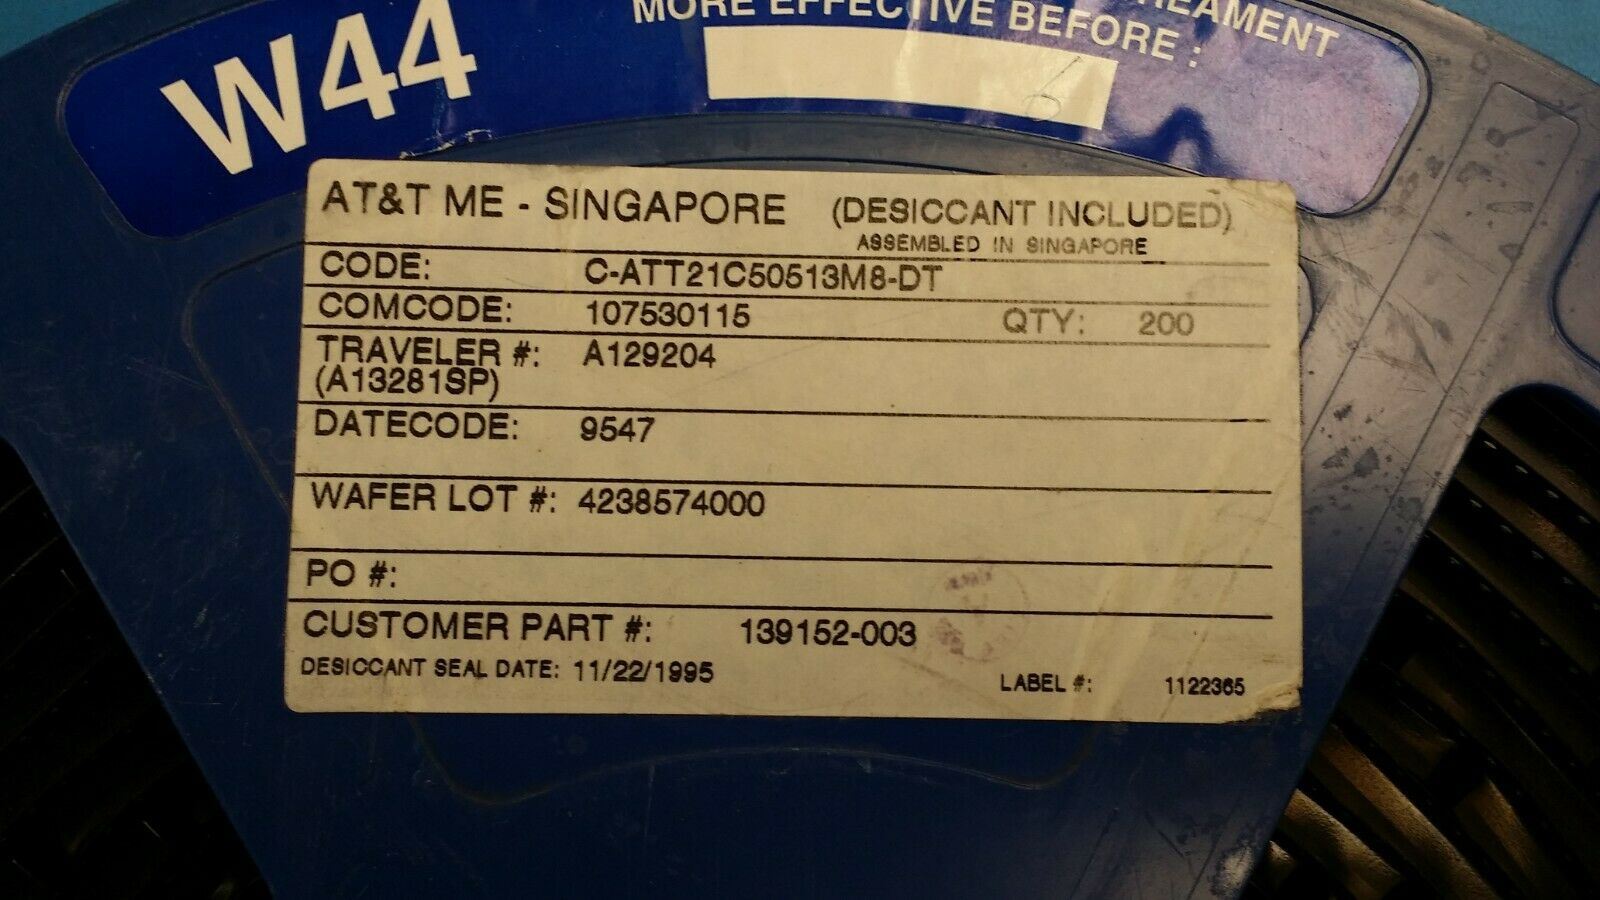 W44
TREAMENT
MORE EFFECTIVE BEFORE :
AT&T ME - SINGAPORE (DESICCANT INCLUDED)
ASSEMBLED IN SINGAPORE
CODE: C-ATT21C50513M8-DT
COMCODE: 107530115 QTY: 200
TRAVELER #: A129204
(A13281SP)
DATECODE: 9547
WAFER LOT #: 4238574000
PO #:
CUSTOMER PART #: 139152-003
DESICCANT SEAL DATE: 11/22/1995
LABEL #: 1122365